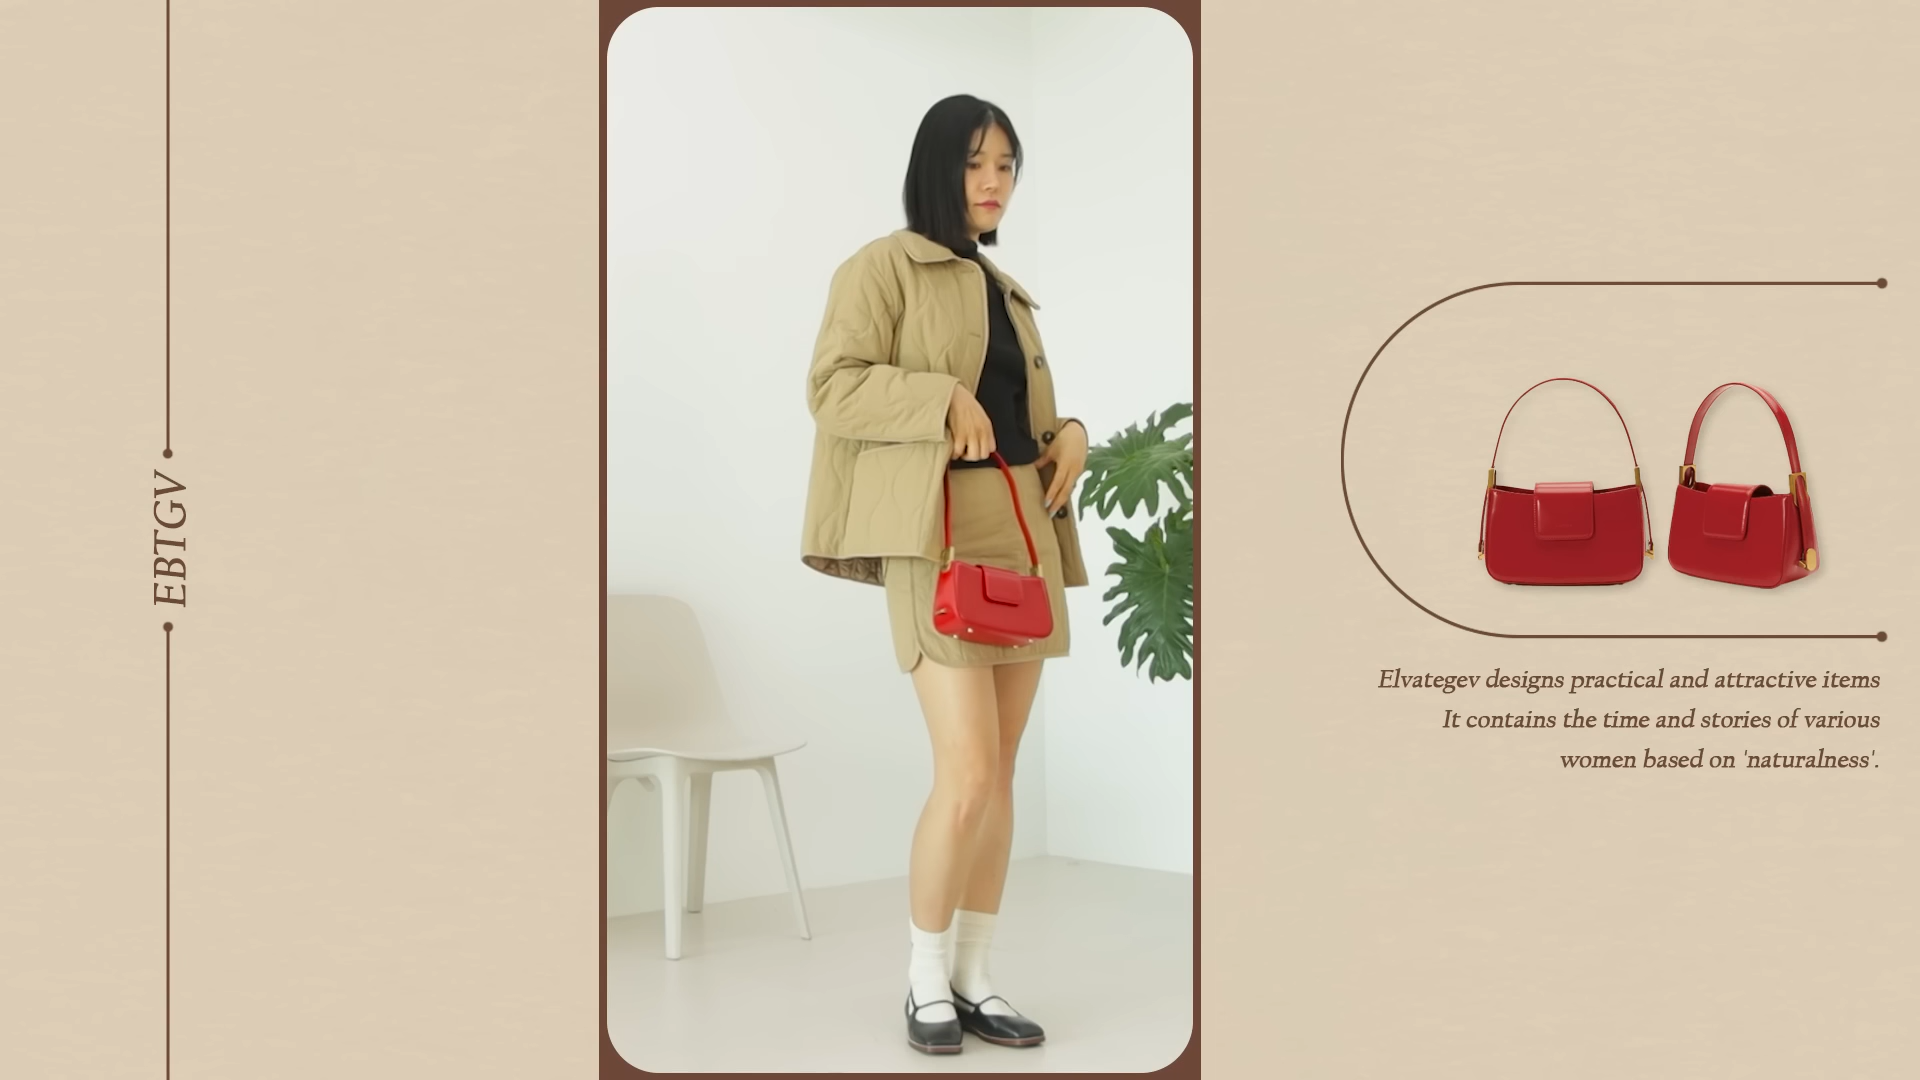 EBTGV
Elvategev designs practical and attractive items
It contains the time and stories of various
women based on 'naturalness'.